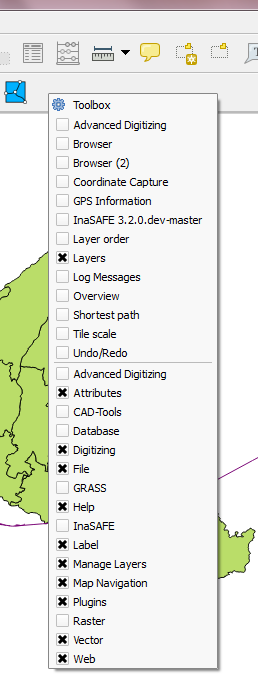 Toolbox
Advanced Digitizing
Browser
Browser (2)
Coordinate Capture
GPS Information
InaSAFE 3.2.0.dev-master
Layer order
Layers
Log Messages
Overview
Shortest path
Tile scale
Undo/Redo
Advanced Digitizing
Attributes
CAD-Tools
Database
Digitizing
File
GRASS
Help
InaSAFE
Label
Manage Layers
Map Navigation
Plugins
Raster
Vector
Web